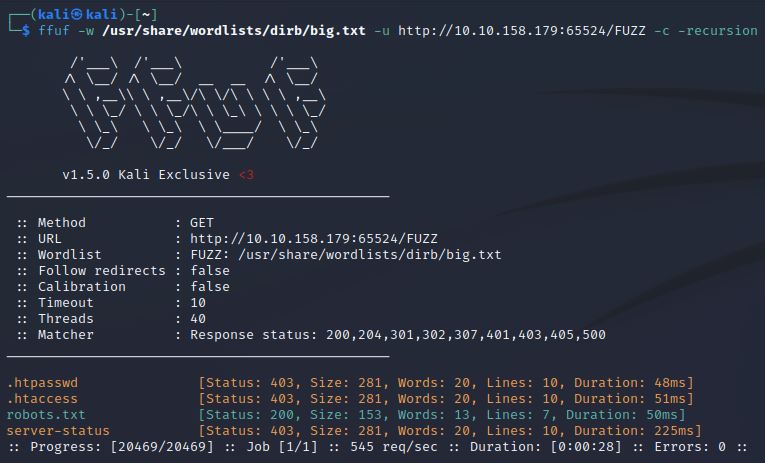 ┌──(kali㉿kali)-[~]
└─$ ffuf -w /usr/share/wordlists/dirb/big.txt -u http://10.10.158.179:65524/FUZZ -c -recursion
v1.5.0 Kali Exclusive <3
:: Method : GET
:: URL : http://10.10.158.179:65524/FUZZ
:: Wordlist : FUZZ: /usr/share/wordlists/dirb/big.txt
:: Follow redirects : false
:: Calibration : false
:: Timeout : 10
:: Threads : 40
:: Matcher : Response status: 200,204,301,302,307,401,403,405,500
.htpasswd [Status: 403, Size: 281, Words: 20, Lines: 10, Duration: 48ms]
.htaccess [Status: 403, Size: 281, Words: 20, Lines: 10, Duration: 51ms]
robots.txt [Status: 200, Size: 153, Words: 13, Lines: 7, Duration: 50ms]
server-status [Status: 403, Size: 281, Words: 20, Lines: 10, Duration: 225ms]
:: Progress: [20469/20469] :: Job [1/1] :: 545 req/sec :: Duration: [0:00:28] :: Errors: 0 ::